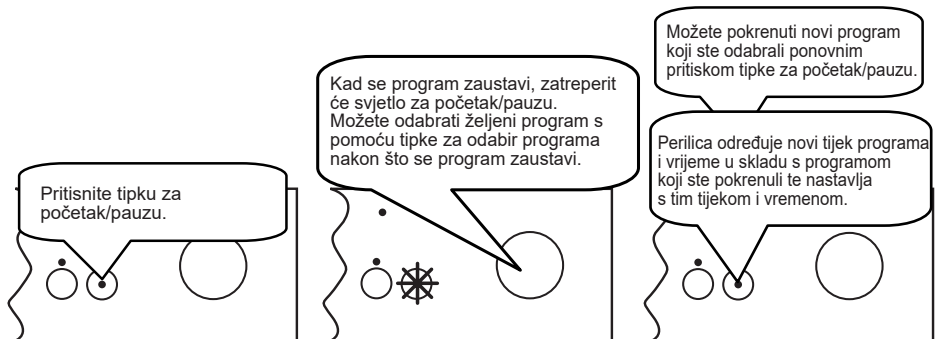 Pritisnite tipku za
početak/pauzu.
Kad se program zaustavi, zatreperit
će svjetlo za početak/pauzu.
Možete odabrati željeni program s
pomoću tipke za odabir programa
nakon što se program zaustavi.
Možete pokrenuti novi program
koji ste odabrali ponovnim
pritiskom tipke za početak/pauzu.
Perilica određuje novi tijek programa
i vrijeme u skladu s programom
koji ste pokrenuli te nastavlja
s tim tijekom i vremenom.